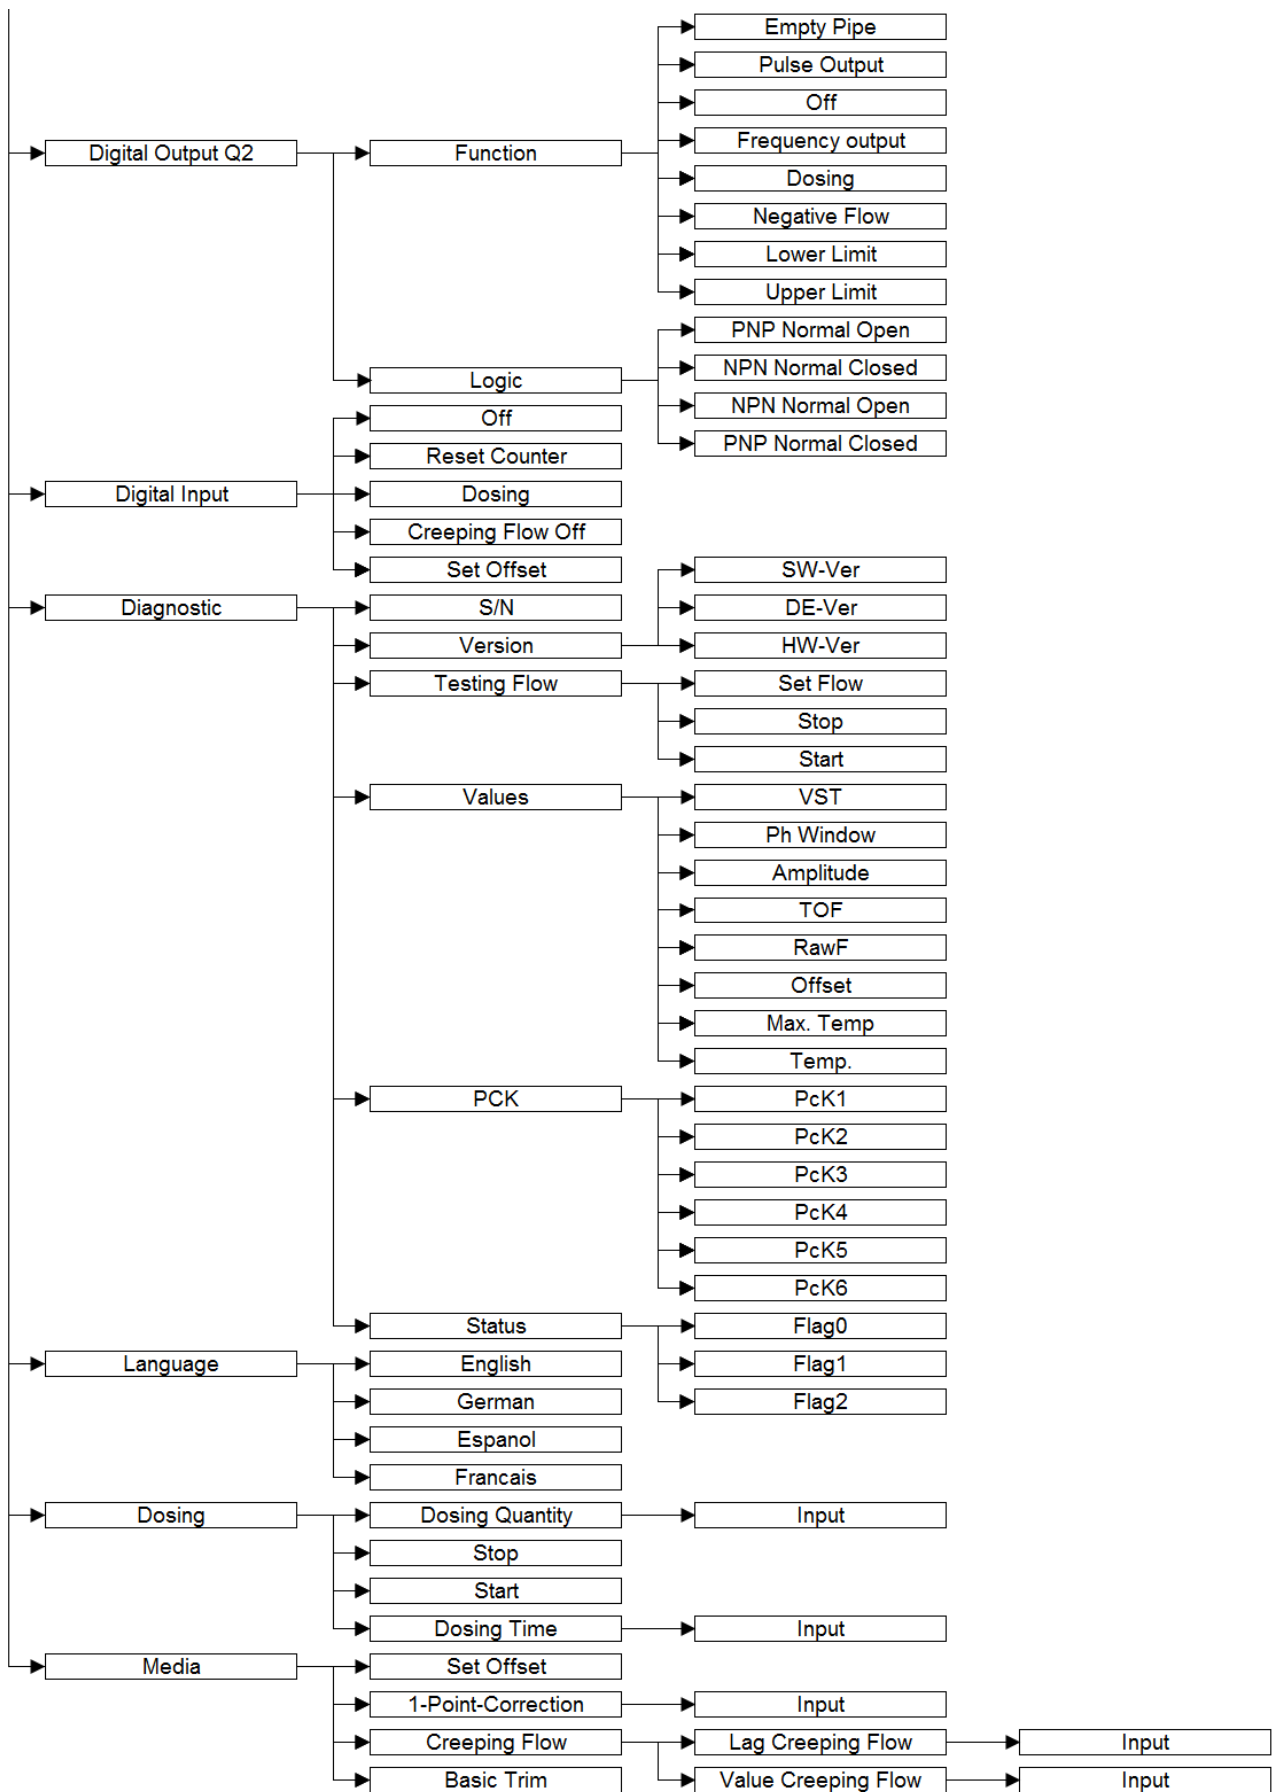 Empty Pipe
Pulse Output
Off
Frequency output
Digital Output Q2
Function
Dosing
Negative Flow
Lower Limit
Upper Limit
PNP Normal Open
NPN Normal Closed
Logic
NPN Normal Open
Off
PNP Normal Closed
Reset Counter
Digital Input
Dosing
Creeping Flow Off
Set Offset
SW-Ver
Diagnostic
S/N
DE-Ver
Version
HW-Ver
Testing Flow
Set Flow
Stop
Start
Values
VST
Ph Window
Amplitude
TOF
RawF
Offset
Max. Temp
Temp.
PCK
PcK1
PcK2
PcK3
PcK4
PcK5
PcK6
Status
Flag0
Language
English
Flag1
German
Flag2
Espanol
Francais
Dosing
Dosing Quantity
Input
Stop
Start
Dosing Time
Input
Media
Set Offset
1-Point-Correction
Input
Creeping Flow
Lag Creeping Flow
Input
Basic Trim
Value Creeping Flow
Input